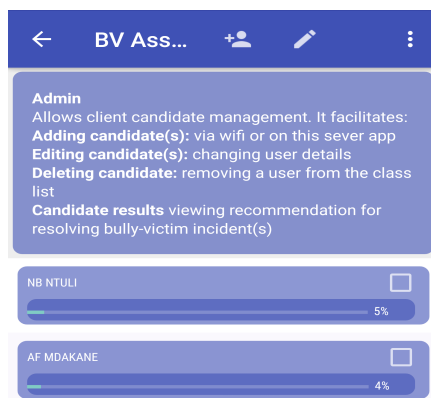 BV Ass...
Admin
Allows client candidate management. It facilitates:
Adding candidate(s): via wifi or on this sever app
Editing candidate(s): changing user details
Deleting candidate: removing a user from the class
list
Candidate results viewing recommendation for
resolving bully-victim incident(s)
NB NTULI
5%
AF MDAKANE
4%